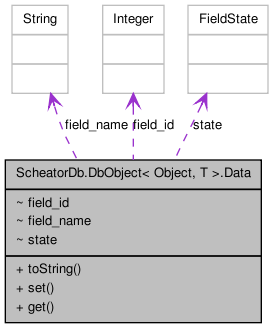 String
Integer
FieldState
field_name
field_id
state
ScheatorDb.DbObject< Object, T >.Data
~ field_id
~ field_name
~ state
+ toString()
+ set()
+ get()